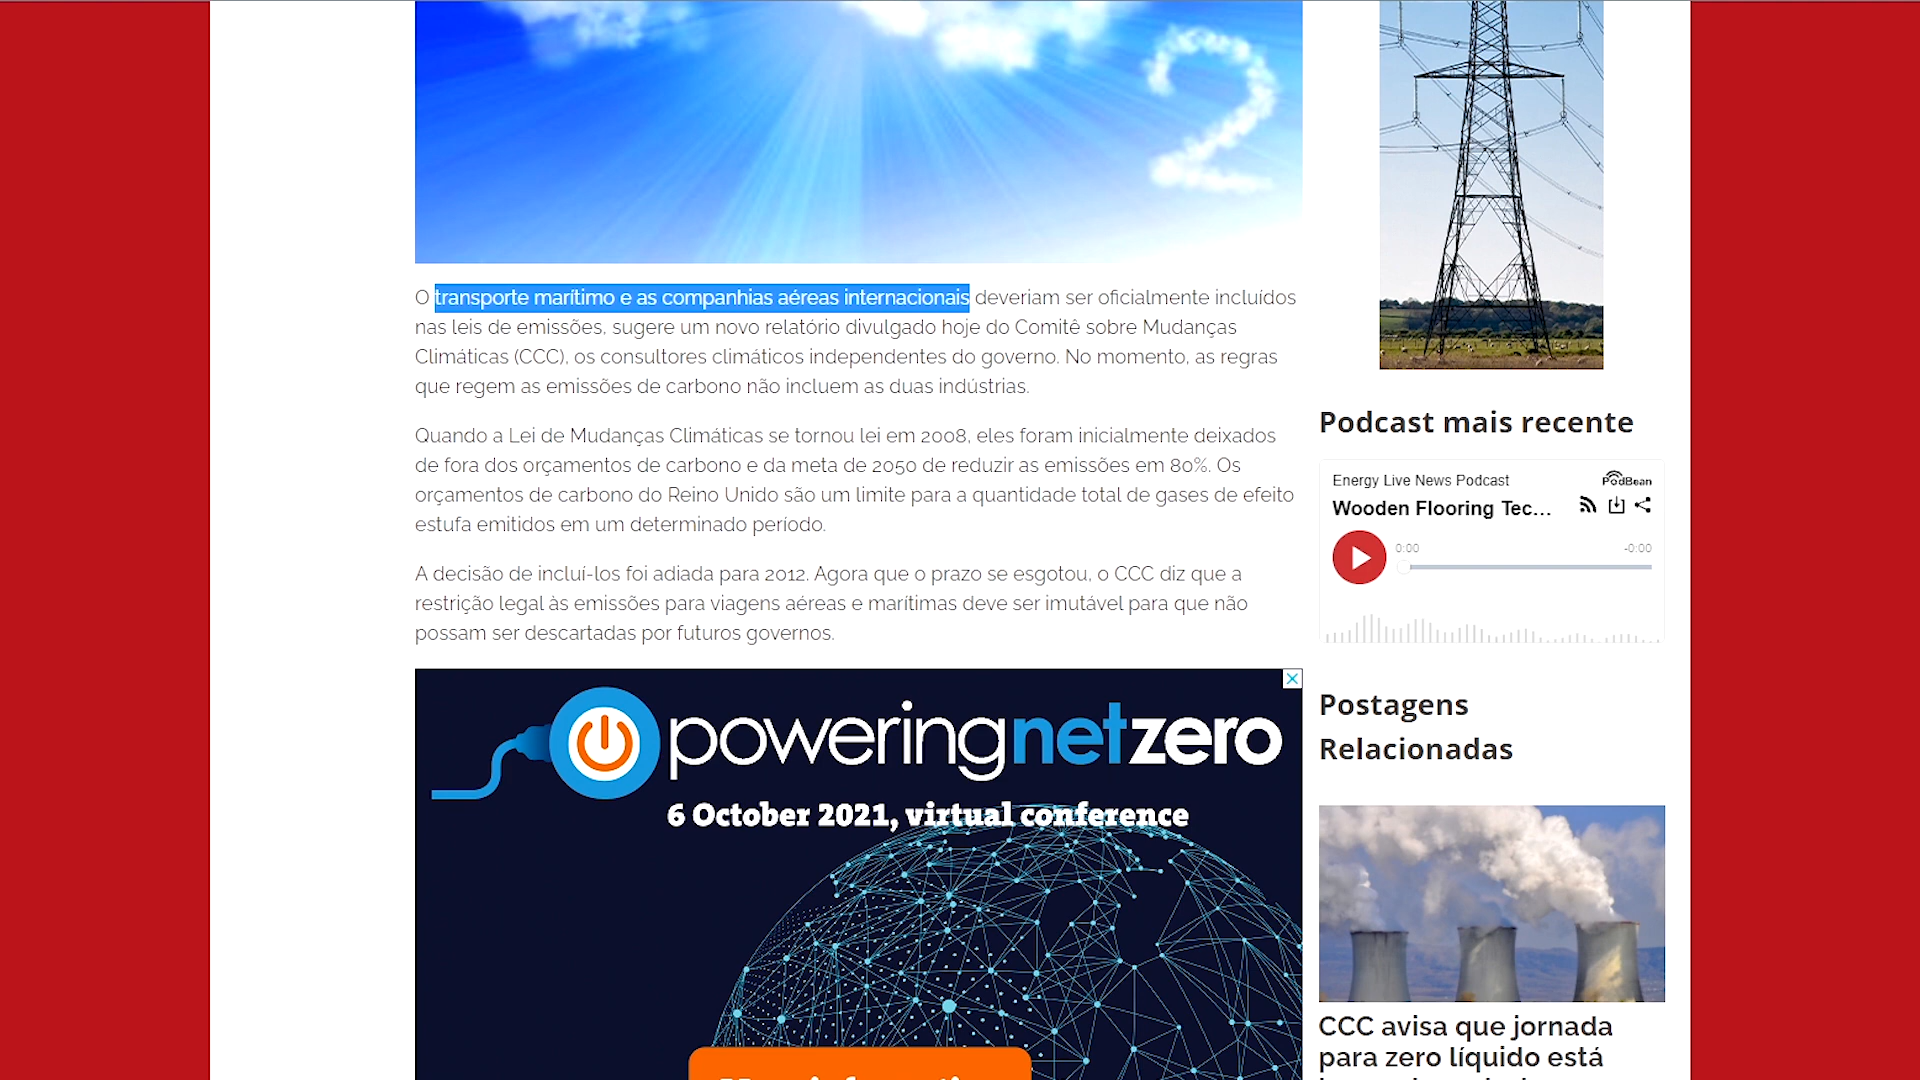 2
O transporte marítimo e as companhias aéreas internacionais deveriam ser oficialmente incluídos
nas leis de emissões, sugere um novo relatório divulgado hoje do Comitê sobre Mudanças
Climáticas (CCC), os consultores climáticos independentes do governo. No momento, as regras
que regem as emissões de carbono não incluem as duas indústrias.
Quando a Lei de Mudanças Climáticas se tornou lei em 2008, eles foram inicialmente deixados
de fora dos orçamentos de carbono e da meta de 2050 de reduzir as emissões em 80%. Os
orçamentos de carbono do Reino Unido são um limite para a quantidade total de gases de efeito
estufa emitidos em um determinado período.
A decisão de incluí-los foi adiada para 2012. Agora que o prazo se esgotou, o CCC diz que a
restrição legal às emissões para viagens aéreas e marítimas deve ser imutável para que não
possam ser descartadas por futuros governos.
poweringnetzero
6 October 2021, virtual conference
Podcast mais recente
Energy Live News Podcast
PodBean
Wooden Flooring Tec...
0:00
-0:00
Postagens
Relacionadas
CCC avisa que jornada
para zero líquido está